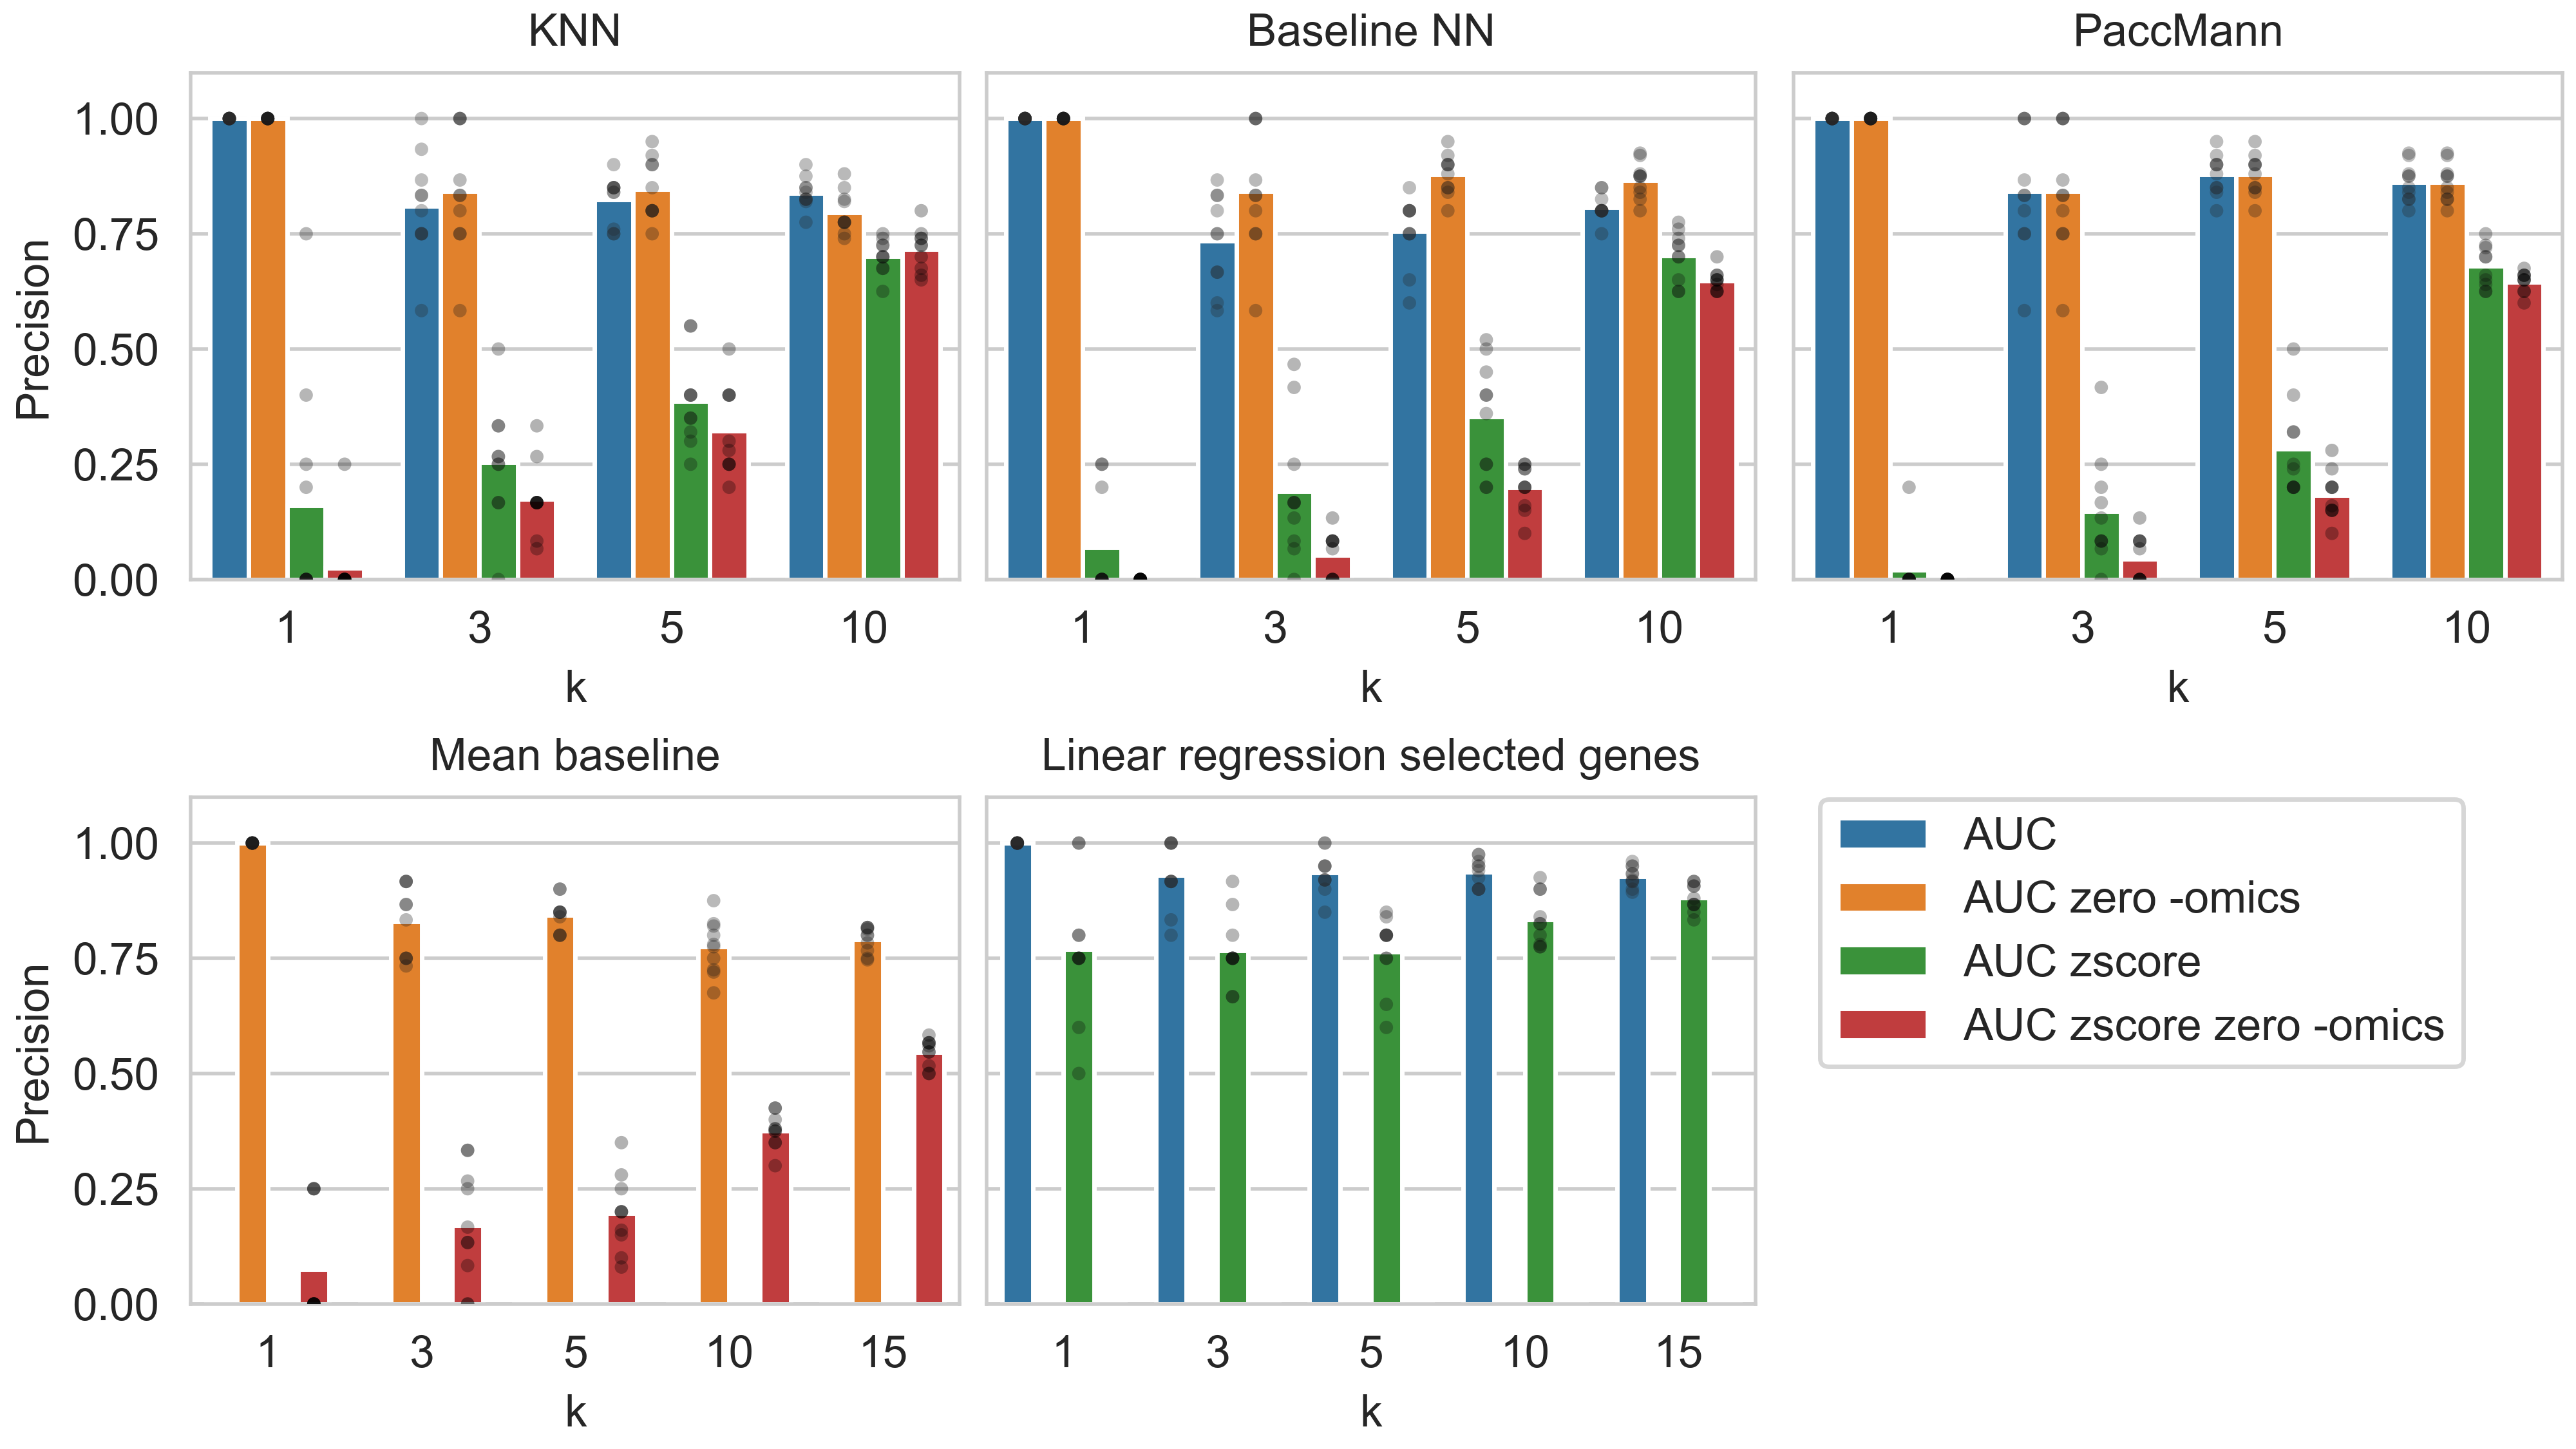 KNN
Baseline NN
PaccMann
Precision
1.00
0.75
0.50
0.25
0.00
1 3 5 10
k
1 3 5 10
k
1 3 5 10
k
Mean baseline
Linear regression selected genes
Precision
1.00
0.75
0.50
0.25
0.00
1 3 5 10 15
k
1 3 5 10 15
k
AUC
AUC zero -omics
AUC zscore
AUC zscore zero -omics